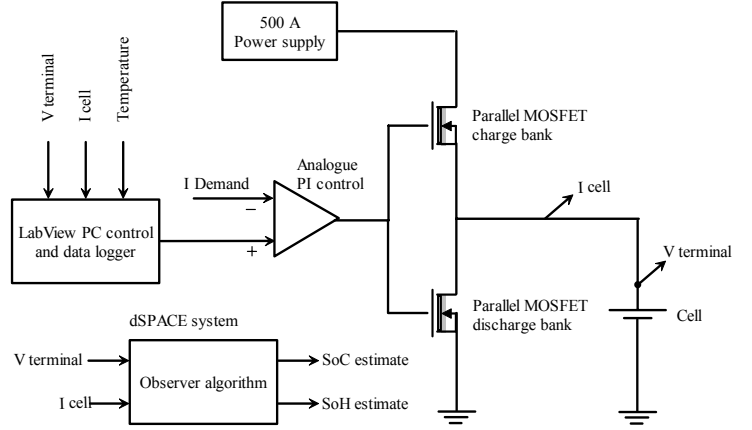 500 A
Power supply
V terminal
I cell
Temperature
Parallel MOSFET
charge bank
Analogue
PI control
I Demand
−
+
LabView PC control
and data logger
I cell
V terminal
Parallel MOSFET
discharge bank
Cell
dSPACE system
V terminal
I cell
Observer algorithm
SoC estimate
SoH estimate